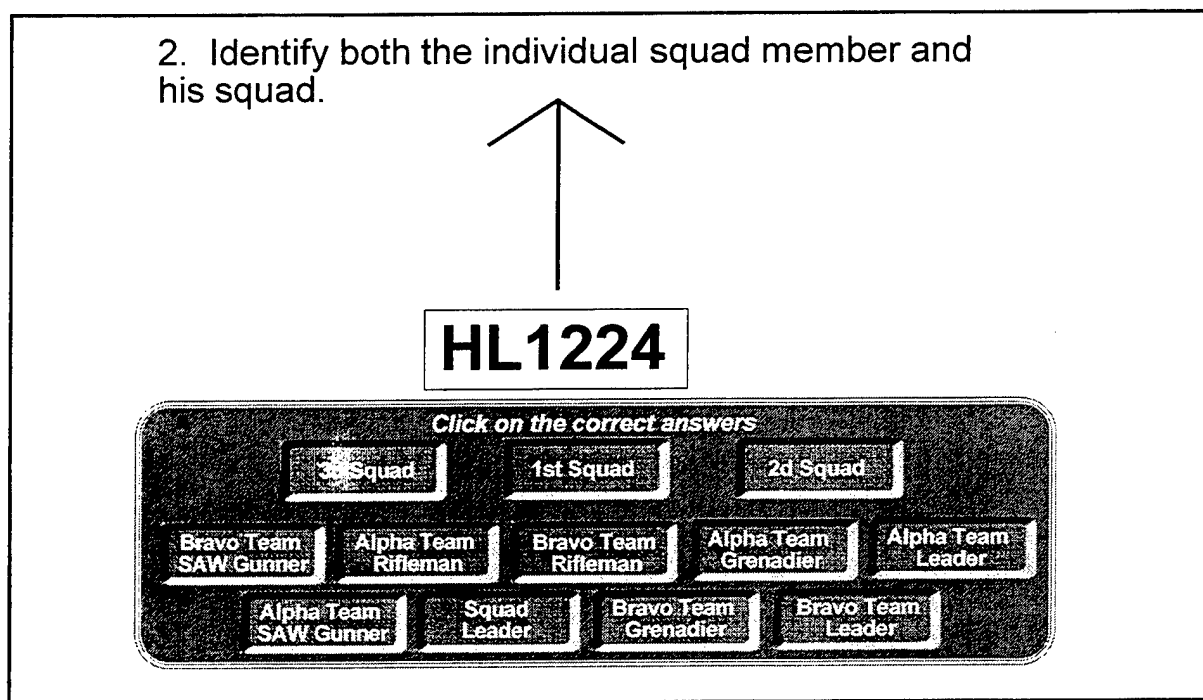 2. Identify both the individual squad member and
his squad.
HL1224
Click on the correct answers
3d Squad
1st Squad
2d Squad
Bravo Team
SAW Gunner
Alpha Team
Rifleman
Bravo Team
Rifleman
Alpha Team
Grenadier
Alpha Team
Leader
Alpha Team
SAW Gunner
Squad
Leader
Bravo Team
Grenadier
Bravo Team
Leader